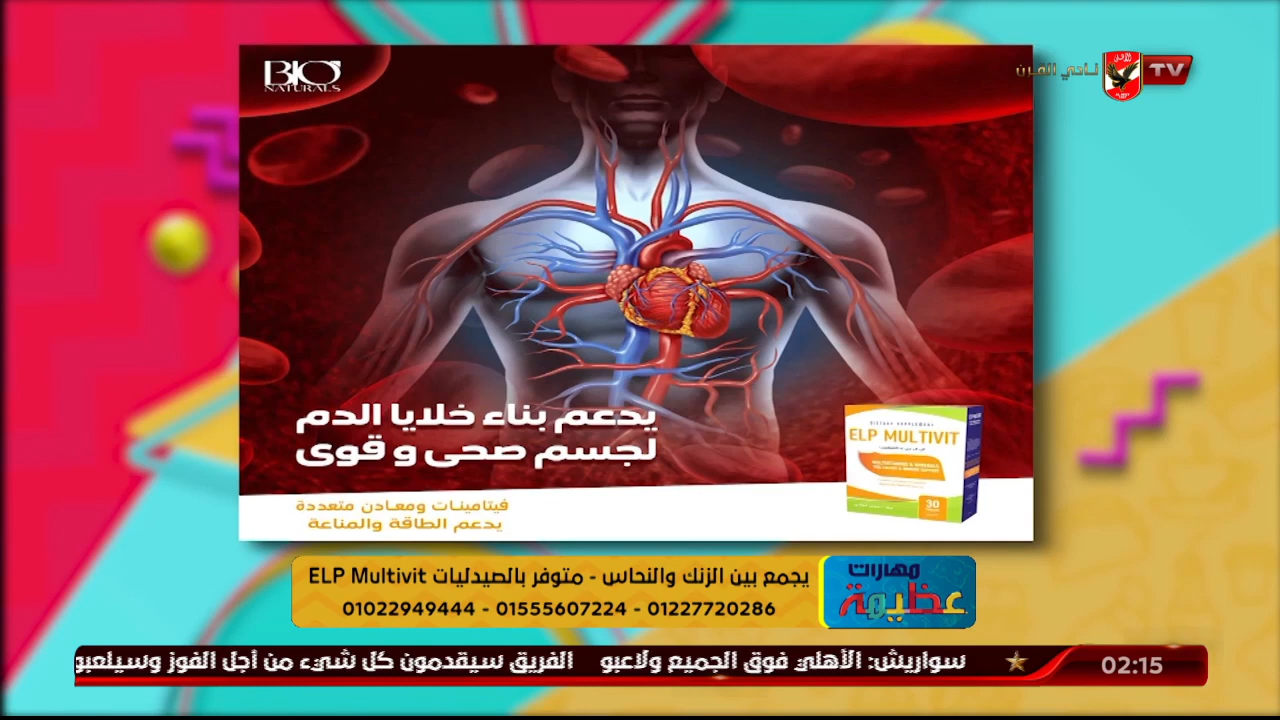 BIO
NATURALS
نادي القرن
TV
يدعم بناء خلايا الدم
لجسم صحى و قوى
فيتامينات ومعادن متعددة
يدعم الطاقة والمناعة
DIETARY SUPPLEMENT
ELP MULTIVIT
30
يجمع بين الزنك والنحاس - متوفر بالصيدليات ELP Multivit
01022949444 - 01555607224 - 01227720286
مهارات
عظيمة
سواريش: الأهلي فوق الجميع ولاعبو الفريق سيقدمون كل شيء من أجل الفوز وسيلعبو
02:15